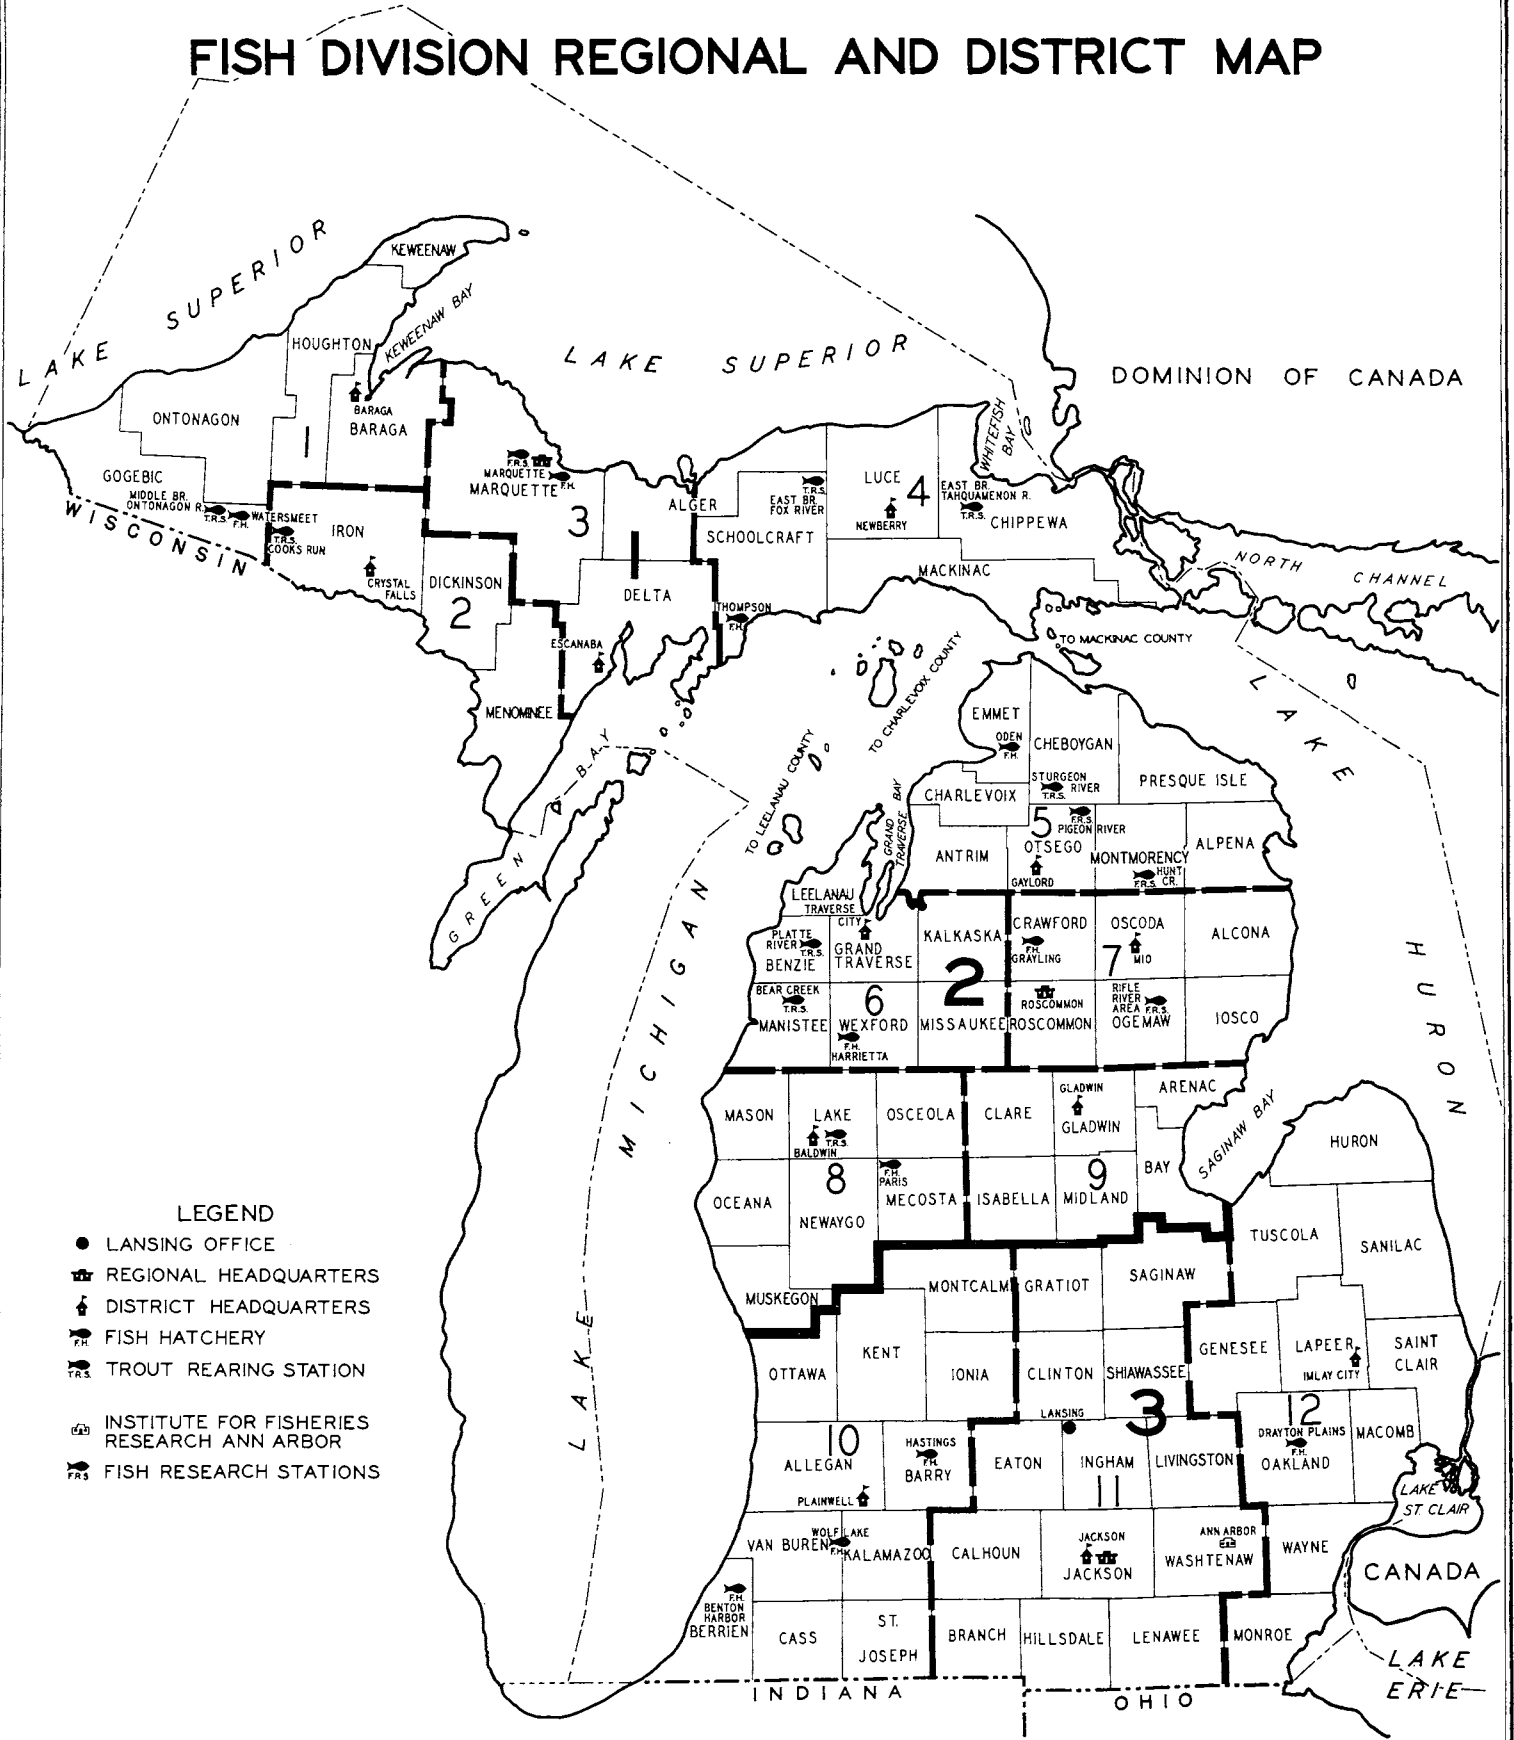 FISH DIVISION REGIONAL AND DISTRICT MAP
LAKE SUPERIOR
KEWEENAW
KEWEENAW BAY
HOUGHTON
LAKE SUPERIOR
DOMINION OF CANADA
ONTONAGON
BARAGA
BARAGA
1
GOGEBIC
MIDDLE BR.
ONTONAGON R.
T.R.S.
F.H.
WATERSMEET
T.R.S.
COOKS RUN
IRON
WISCONSIN
CRYSTAL
FALLS
DICKINSON
2
F.R.S.
MARQUETTE
F.H.
MARQUETTE
3
ALGER
1
DELTA
ESCANABA
MENOMINEE
SCHOOLCRAFT
T.R.S.
EAST BR.
FOX RIVER
THOMPSON
F.H.
LUCE
4
NEWBERRY
WHITEFISH
BAY
EAST BR.
TAHQUAMENON R.
T.R.S.
CHIPPEWA
MACKINAC
NORTH CHANNEL
TO MACKINAC COUNTY
TO CHARLEVOIX COUNTY
TO LEELANAU COUNTY
GREEN BAY
LAKE MICHIGAN
LAKE HURON
EMMET
ODEN
F.H.
CHEBOYGAN
STURGEON
RIVER
T.R.S.
PRESQUE ISLE
CHARLEVOIX
GRAND
TRAVERSE BAY
5
F.R.S.
PIGEON RIVER
ANTRIM
OTSEGO
GAYLORD
MONTMORENCY
HUNT
CR.
F.R.S.
ALPENA
LEELANAU
TRAVERSE
CITY
PLATTE
RIVER
T.R.S.
BENZIE
GRAND
TRAVERSE
KALKASKA
2
CRAWFORD
F.H.
GRAYLING
OSCODA
7
MIO
ALCONA
BEAR CREEK
T.R.S.
MANISTEE
6
WEXFORD
F.H.
HARRIETTA
MISSAUKEE
ROSCOMMON
ROSCOMMON
RIFLE
RIVER
AREA
F.R.S.
OGEMAW
IOSCO
MASON
LAKE
T.R.S.
BALDWIN
OSCEOLA
CLARE
GLADWIN
GLADWIN
ARENAC
SAGINAW BAY
HURON
OCEANA
8
NEWAYGO
F.H.
PARIS
MECOSTA
ISABELLA
9
MIDLAND
BAY
TUSCOLA
SANILAC
MUSKEGON
MONTCALM
GRATIOT
SAGINAW
OTTAWA
KENT
IONIA
CLINTON
SHIAWASSEE
3
GENESEE
LAPEER
IMLAY CITY
SAINT
CLAIR
LANSING
10
ALLEGAN
PLAINWELL
HASTINGS
F.H.
BARRY
EATON
INGHAM
11
LIVINGSTON
12
DRAYTON PLAINS
F.H.
OAKLAND
MACOMB
LAKE
ST. CLAIR
VAN BUREN
WOLF LAKE
F.H.
KALAMAZOO
CALHOUN
JACKSON
JACKSON
ANN ARBOR
WASHTENAW
WAYNE
CANADA
F.H.
BENTON
HARBOR
BERRIEN
CASS
ST.
JOSEPH
BRANCH
HILLSDALE
LENAWEE
MONROE
LAKE
ERIE
INDIANA
OHIO
LEGEND
LANSING OFFICE
REGIONAL HEADQUARTERS
DISTRICT HEADQUARTERS
F.H. FISH HATCHERY
T.R.S. TROUT REARING STATION
INSTITUTE FOR FISHERIES
RESEARCH ANN ARBOR
F.R.S. FISH RESEARCH STATIONS